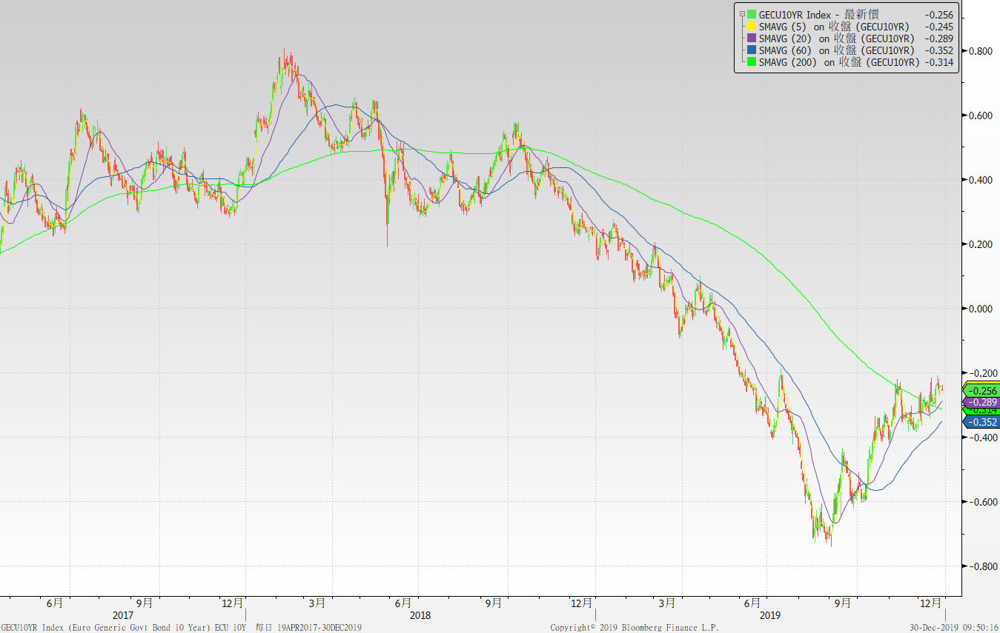 GECU10YR Index - 最新價 -0.256
SMAVG (5) on 收盤 (GECU10YR) -0.245
SMAVG (20) on 收盤 (GECU10YR) -0.289
SMAVG (60) on 收盤 (GECU10YR) -0.352
SMAVG (200) on 收盤 (GECU10YR) -0.314
0.800
0.600
0.400
0.200
0.000
-0.200
-0.256
-0.289
-0.314
-0.352
-0.400
-0.600
-0.800
6月 9月 12月 3月 6月 9月 12月 3月 6月 9月 12月
2017 2018 2019
GECU10YR Index (Euro Generic Govt Bond 10 Year) ECU 10Y 每日 19APR2017-30DEC2019 Copyright© 2019 Bloomberg Finance L.P. 30-Dec-2019 09:50:16